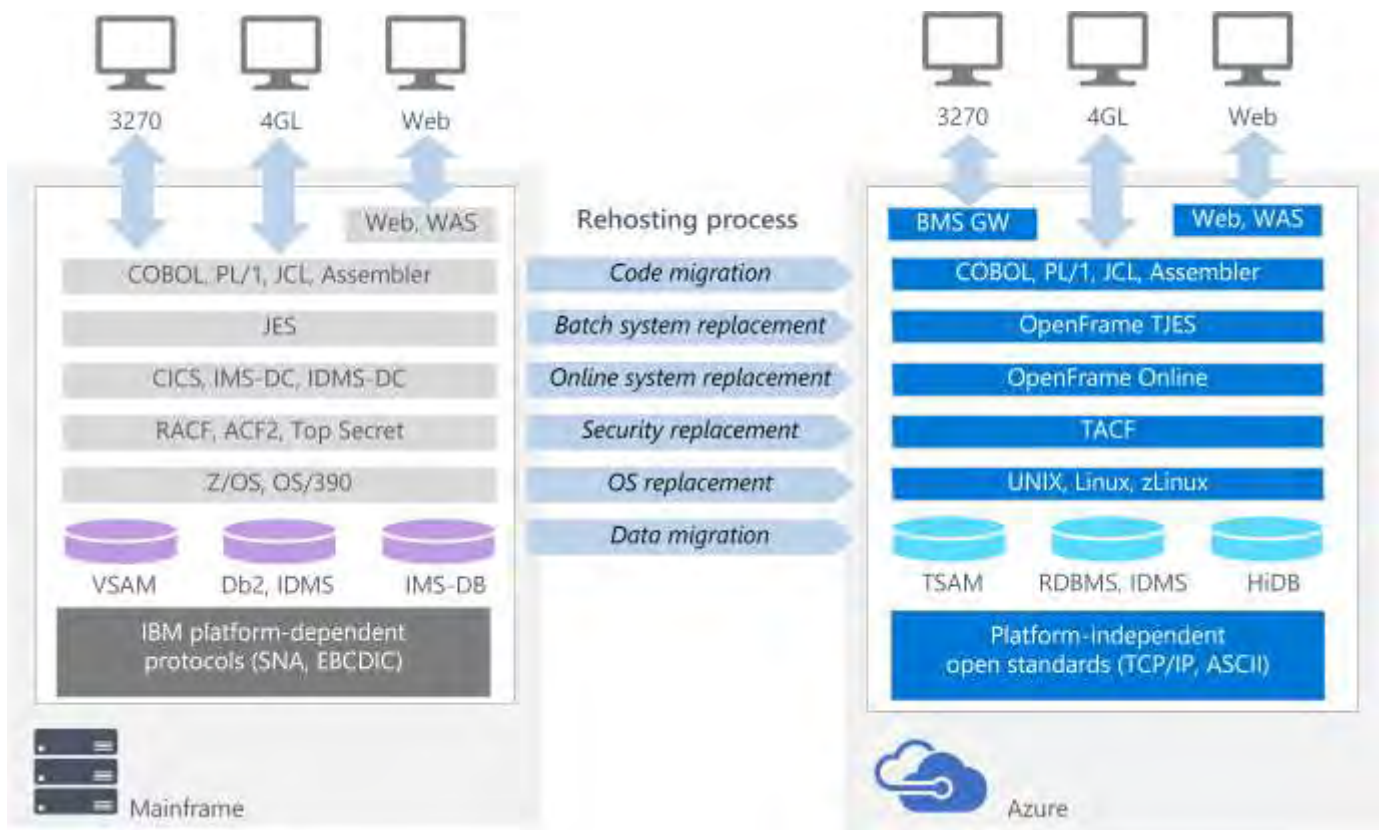 3270
4GL
Web
3270
4GL
Web
Web, WAS
Rehosting process
BMS GW
Web, WAS
COBOL, PL/1, JCL, Assembler
Code migration
COBOL, PL/1, JCL, Assembler
JES
Batch system replacement
OpenFrame TJES
CICS, IMS-DC, IDMS-DC
Online system replacement
OpenFrame Online
RACF, ACF2, Top Secret
Security replacement
TACF
Z/OS, OS/390
OS replacement
UNIX, Linux, zLinux
Data migration
VSAM
Db2, IDMS
IMS-DB
TSAM
RDBMS, IDMS
HiDB
IBM platform-dependent
protocols (SNA, EBCDIC)
Platform-independent
open standards (TCP/IP, ASCII)
Mainframe
Azure